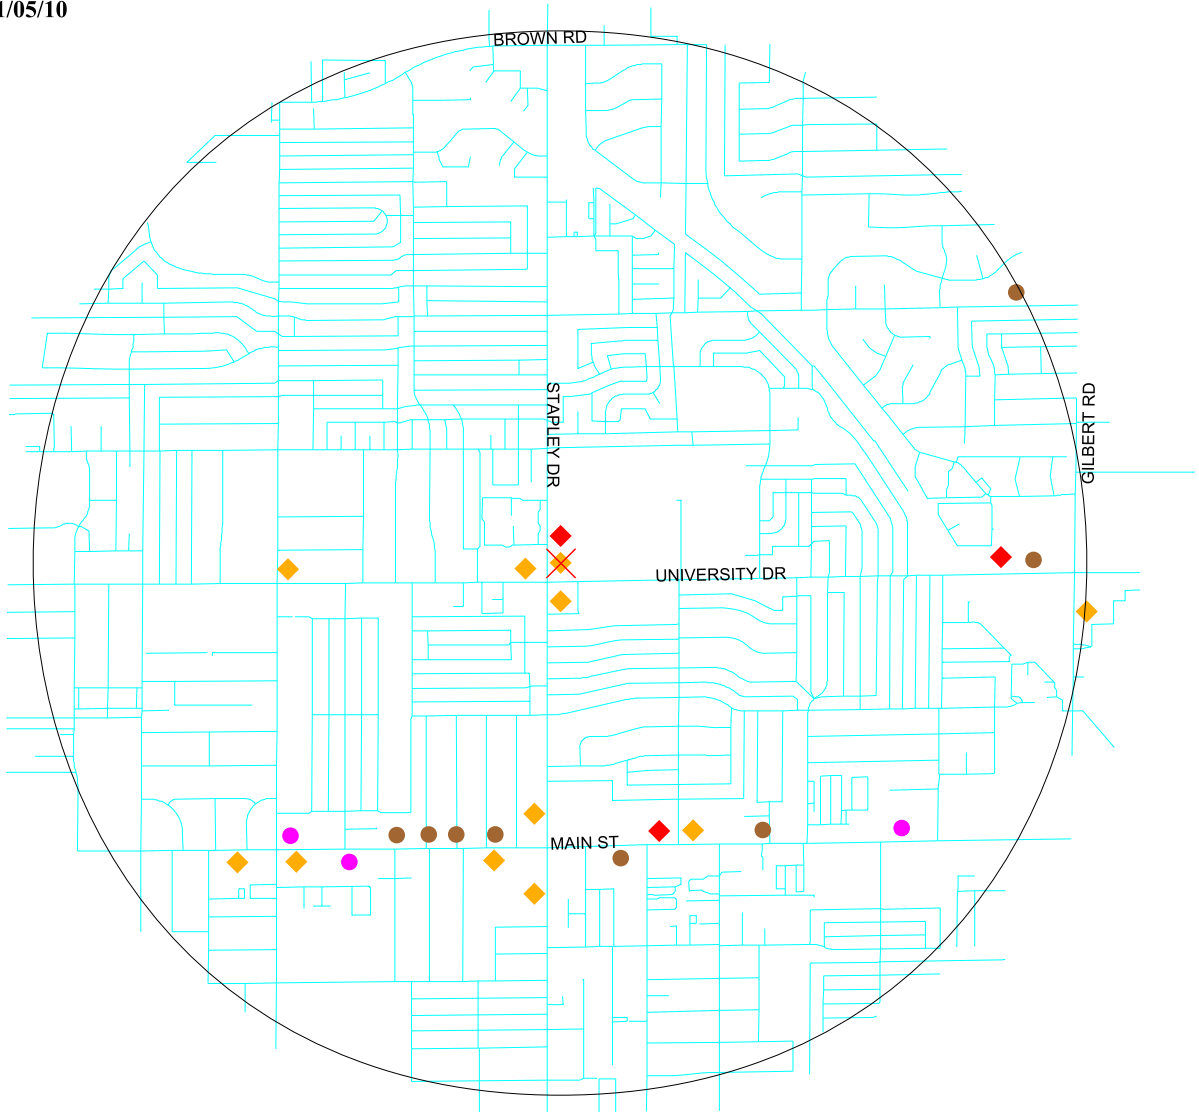 1/05/10
BROWN RD
STAPLEY DR
GILBERT RD
UNIVERSITY DR
MAIN ST